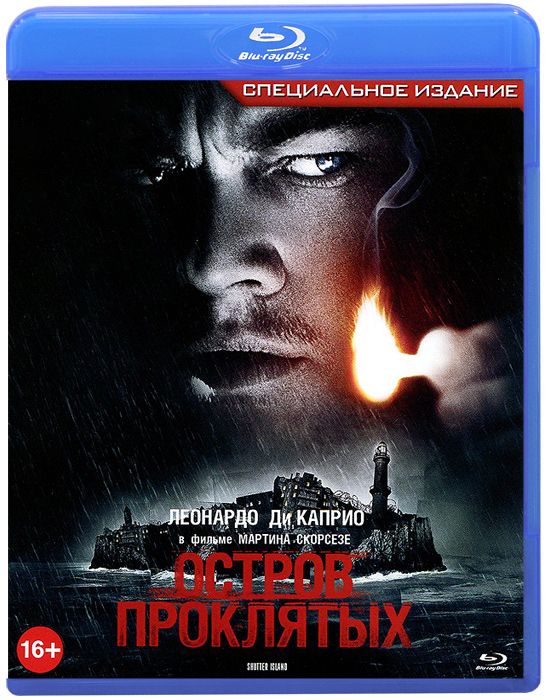 Blu-ray Disc
СПЕЦИАЛЬНОЕ ИЗДАНИЕ
ЛЕОНАРДО Ди КАПРИО
В ФИЛЬМЕ МАРТИНА СКОРСЕЗЕ
ОСТРОВ
ПРОКЛЯТЫХ
SHUTTER ISLAND
16+
Blu-ray Disc